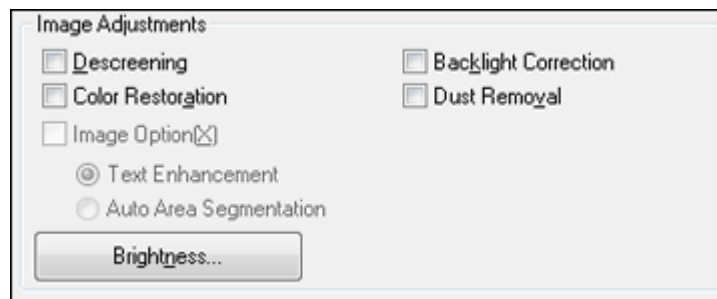 Image Adjustments
Descreening
Backlight Correction
Color Restoration
Dust Removal
Image Option(X)
Text Enhancement
Auto Area Segmentation
Brightness...